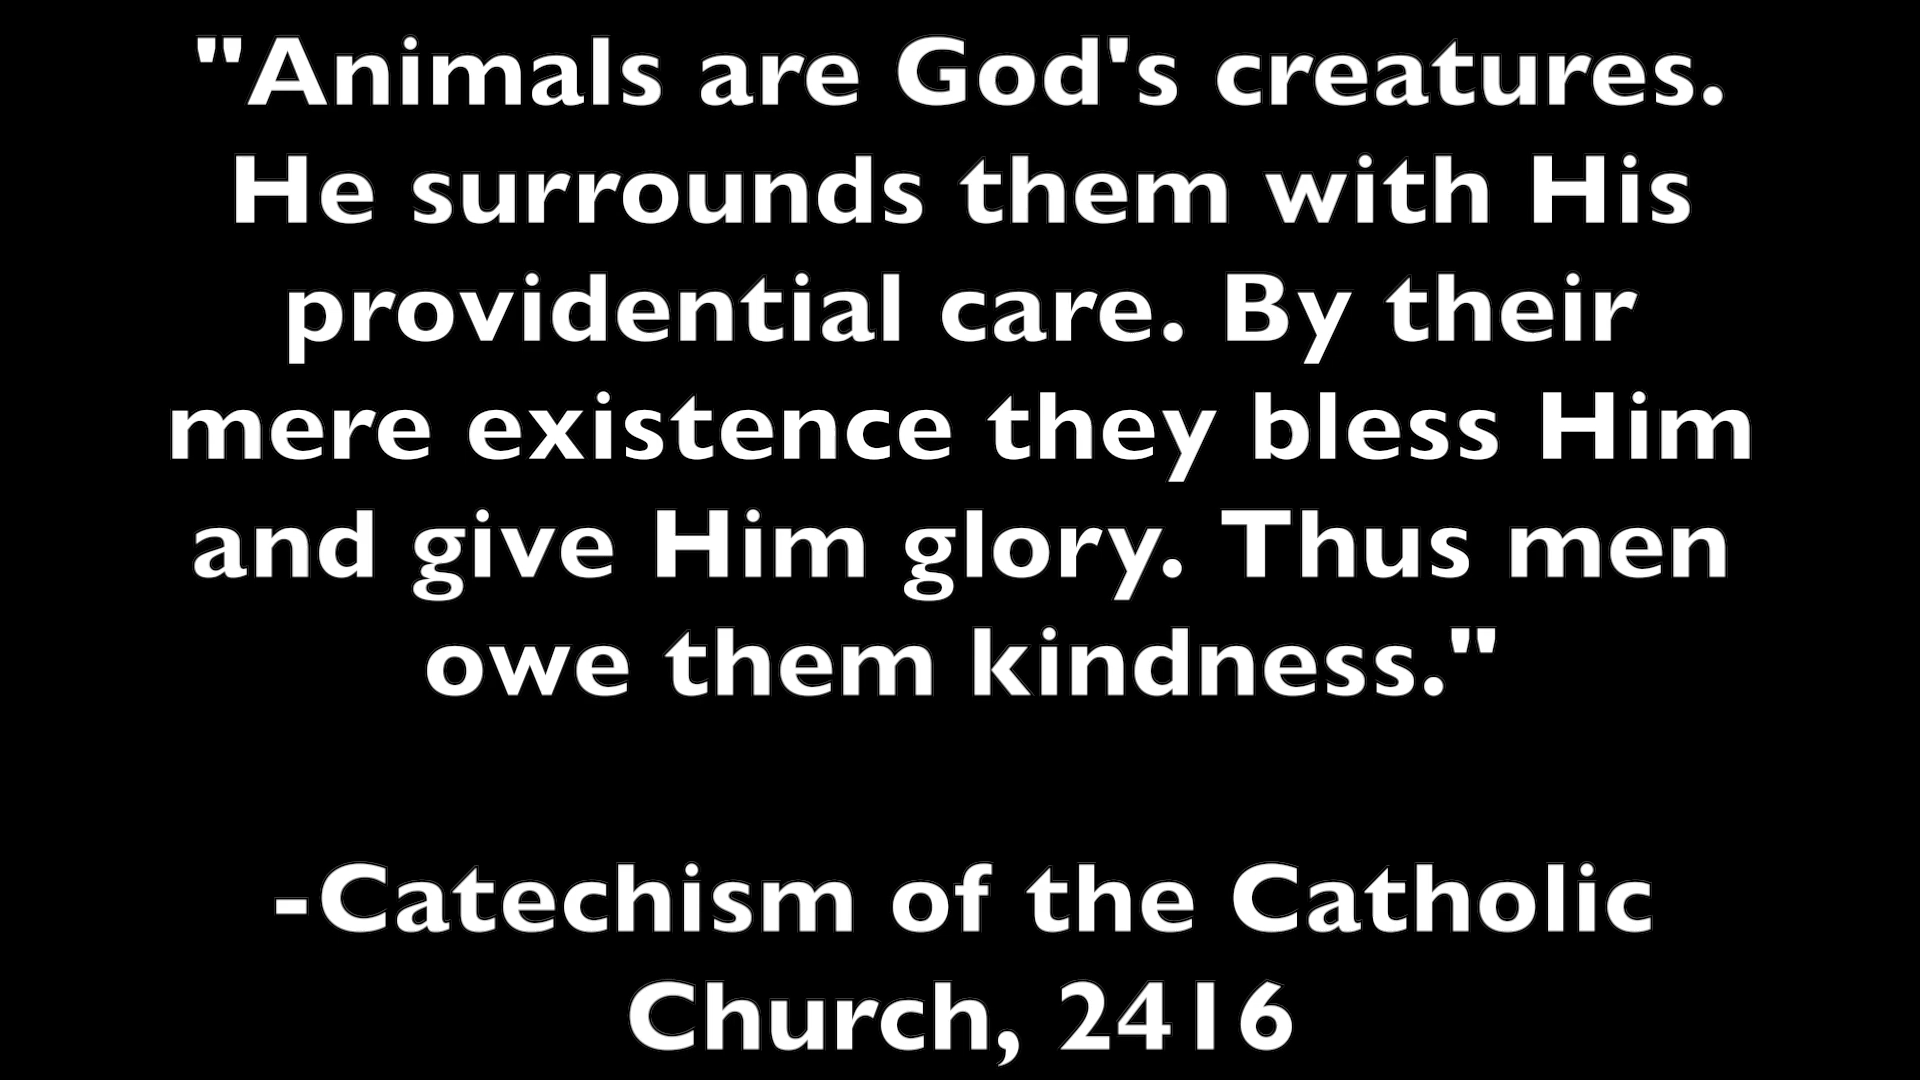 "Animals are God's creatures.
He surrounds them with His
providential care. By their
mere existence they bless Him
and give Him glory. Thus men
owe them kindness."
-Catechism of the Catholic
Church, 2416